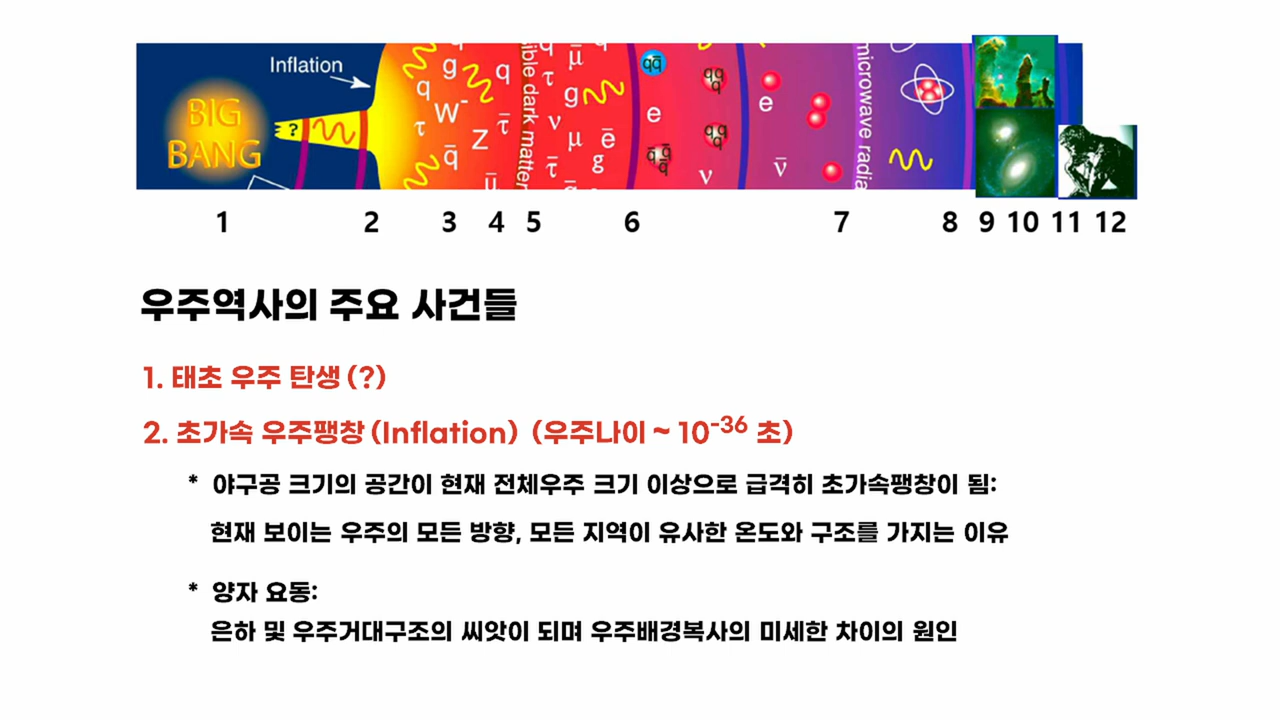 Inflation
BIG
BANG
?
q g q
q W⁻ Z
τ q̄ τ̄ ū
sible dark matter
q μ̄ q
τ g
ν μ ē
τ̄ g
qq̄
qq q
e
q̄ q̄ q̄
q̄q q
ν
e
ν̄
microwave radia
1 2 3 4 5 6 7 8 9 10 11 12
우주역사의 주요 사건들
1. 태초 우주 탄생 (?)
2. 초가속 우주팽창 (Inflation) (우주나이 ~ 10⁻³⁶ 초)
* 야구공 크기의 공간이 현재 전체우주 크기 이상으로 급격히 초가속팽창이 됨:
현재 보이는 우주의 모든 방향, 모든 지역이 유사한 온도와 구조를 가지는 이유
* 양자 요동:
은하 및 우주거대구조의 씨앗이 되며 우주배경복사의 미세한 차이의 원인